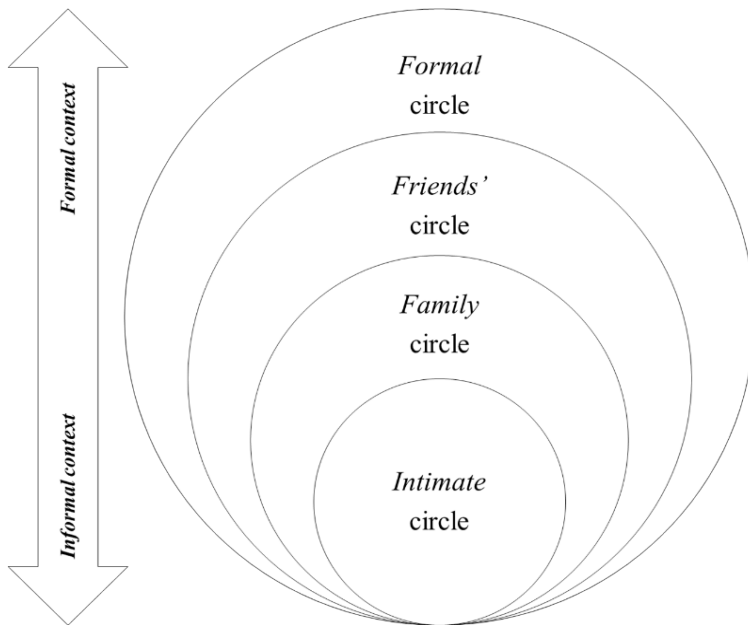 Formal context
Informal context
Formal
circle
Friends’
circle
Family
circle
Intimate
circle